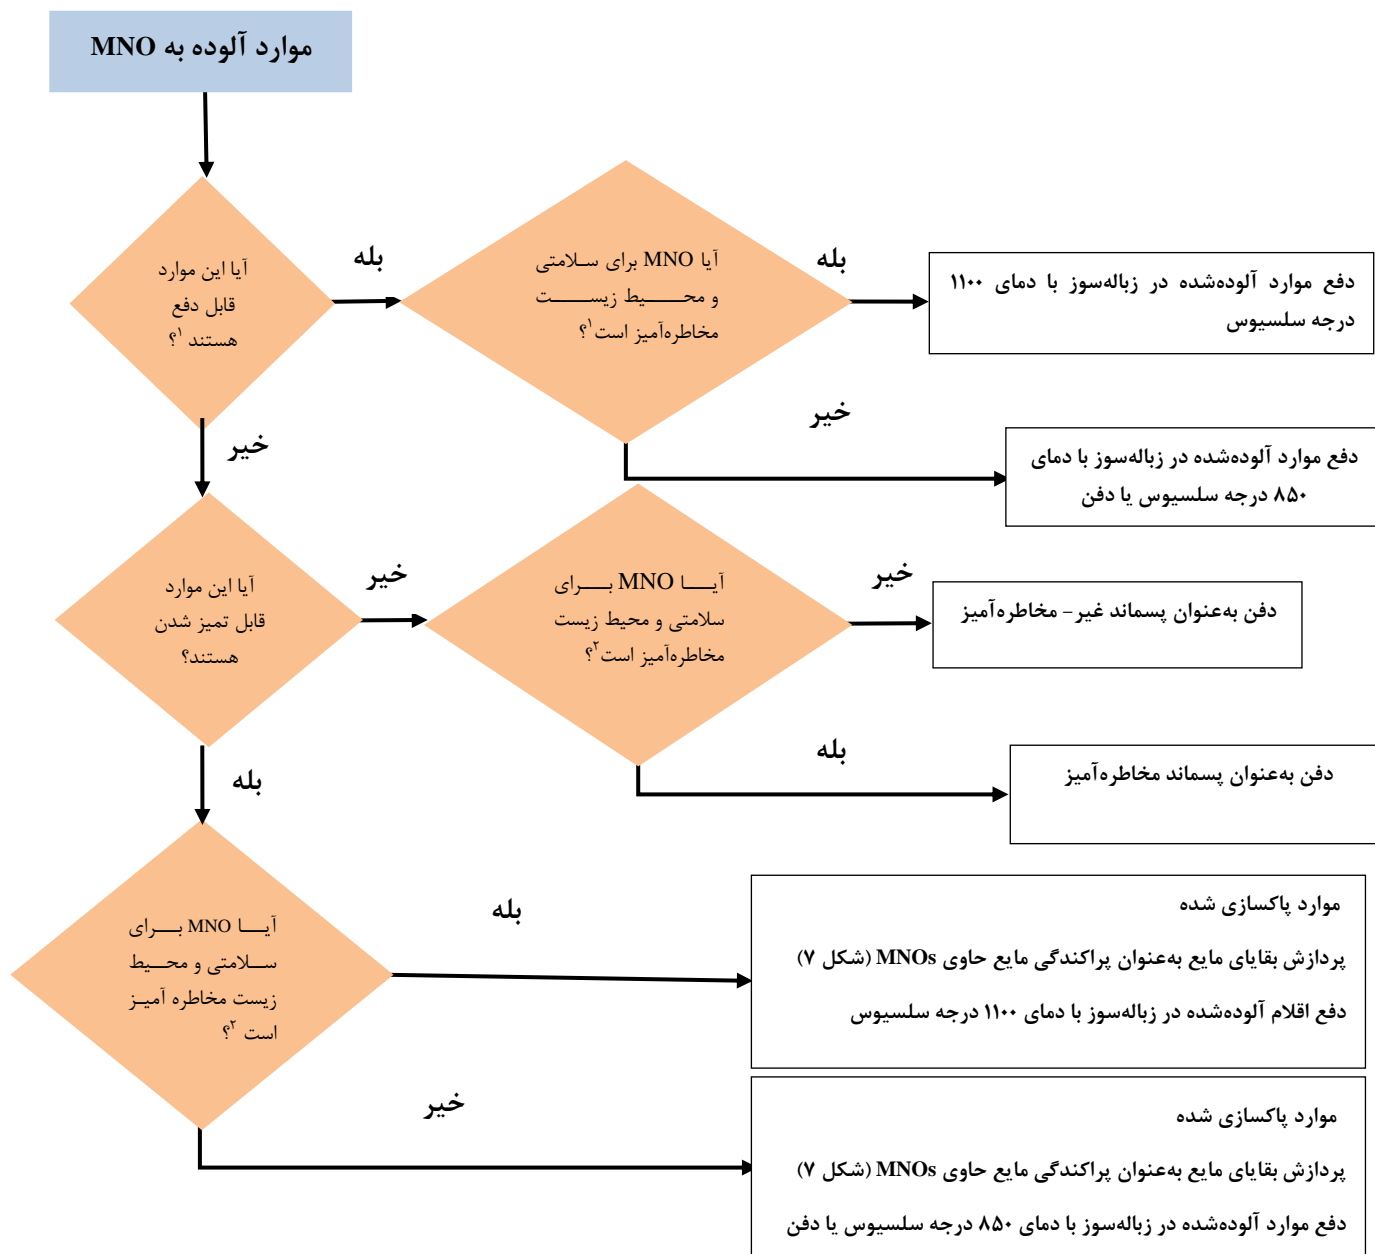 موارد آلوده به MNO
آیا این موارد
قابل دفع
هستند ۱؟
بله
آیا MNO برای سلامتی
و محیط زیست
مخاطره‌آمیز است۱؟
بله
دفع موارد آلوده‌شده در زباله‌سوز با دمای ۱۱۰۰
درجه سلسیوس
خیر
دفع موارد آلوده‌شده در زباله‌سوز با دمای
۸۵۰ درجه سلسیوس یا دفن
خیر
آیا این موارد
قابل تمیز شدن
هستند؟
خیر
آیا MNO برای
سلامتی و محیط زیست
مخاطره‌آمیز است۲؟
خیر
دفن به‌عنوان پسماند غیر- مخاطره‌آمیز
بله
دفن به‌عنوان پسماند مخاطره‌آمیز
بله
آیا MNO برای
سلامتی و محیط
زیست مخاطره آمیز
است ۲؟
بله
موارد پاکسازی شده
پردازش بقایای مایع به‌عنوان پراکندگی مایع حاوی MNOs (شکل ۷)
دفع اقلام آلوده‌شده در زباله‌سوز با دمای ۱۱۰۰ درجه سلسیوس
خیر
موارد پاکسازی شده
پردازش بقایای مایع به‌عنوان پراکندگی مایع حاوی MNOs (شکل ۷)
دفع موارد آلوده‌شده در زباله‌سوز با دمای ۸۵۰ درجه سلسیوس یا دفن